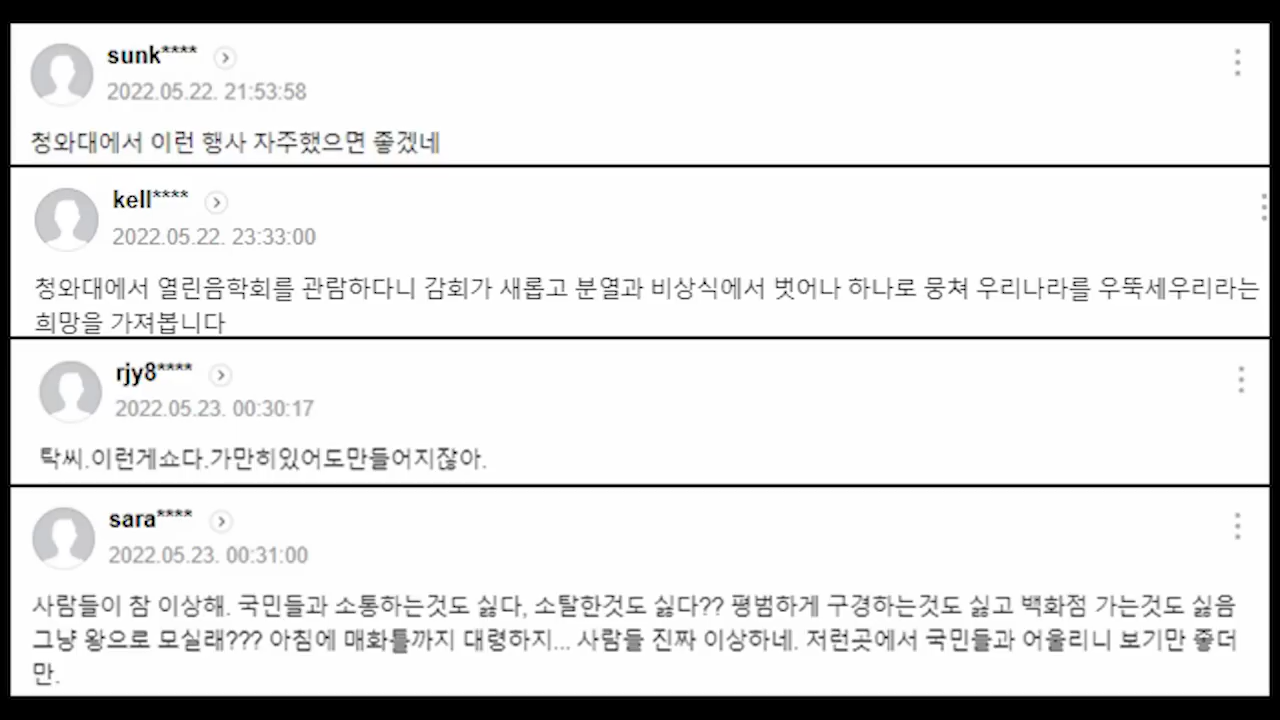 sunk****
2022.05.22. 21:53:58
청와대에서 이런 행사 자주했으면 좋겠네
kell****
2022.05.22. 23:33:00
청와대에서 열린음학회를 관람하다니 감회가 새롭고 분열과 비상식에서 벗어나 하나로 뭉쳐 우리나라를 우뚝세우리라는
희망을 가져봅니다
rjy8****
2022.05.23. 00:30:17
탁씨.이런게쇼다.가만히있어도만들어지잖아.
sara****
2022.05.23. 00:31:00
사람들이 참 이상해. 국민들과 소통하는것도 싫다, 소탈한것도 싫다?? 평범하게 구경하는것도 싫고 백화점 가는것도 싫음
그냥 왕으로 모실래??? 아침에 매화틀까지 대령하지... 사람들 진짜 이상하네. 저런곳에서 국민들과 어울리니 보기만 좋더
만.